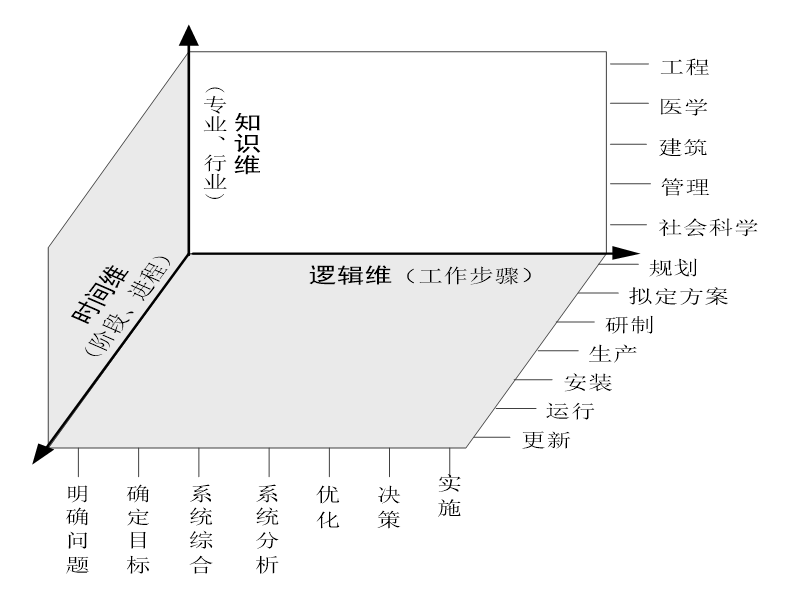 知识维
(专业、行业)
工程
医学
建筑
管理
社会科学
逻辑维（工作步骤）
时间维
(阶段、进程)
规划
拟定方案
研制
生产
安装
运行
更新
明确问题
确定目标
系统综合
系统分析
优化
决策
实施